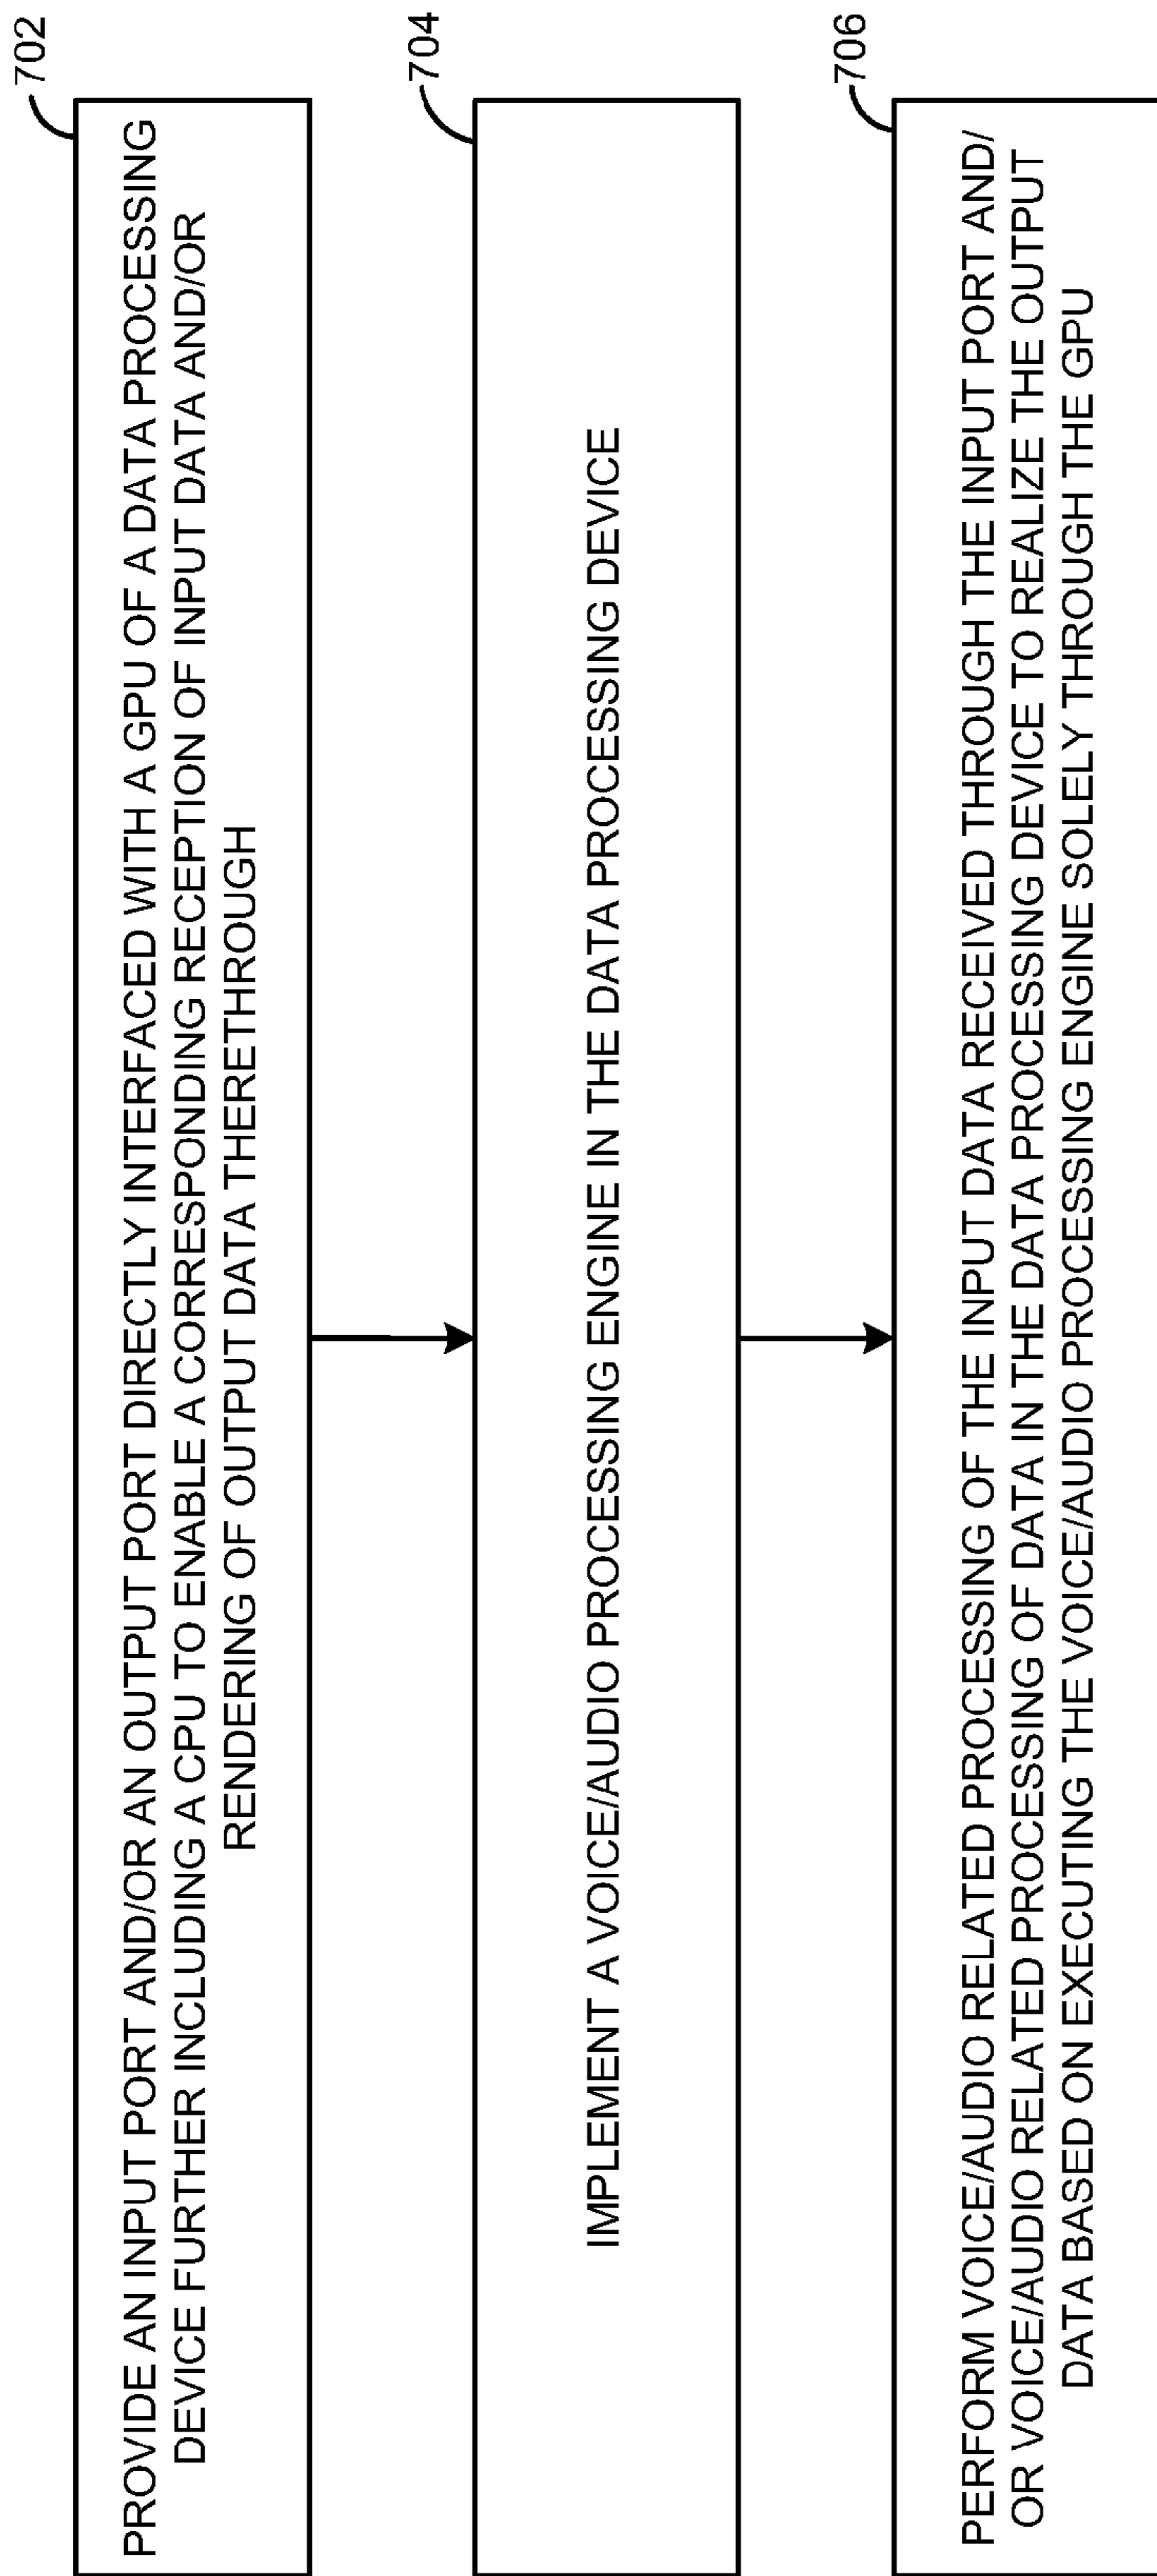 702
PROVIDE AN INPUT PORT AND/OR AN OUTPUT PORT DIRECTLY INTERFACED WITH A GPU OF A DATA PROCESSING
DEVICE FURTHER INCLUDING A CPU TO ENABLE A CORRESPONDING RECEPTION OF INPUT DATA AND/OR
RENDERING OF OUTPUT DATA THERETHROUGH
704
IMPLEMENT A VOICE/AUDIO PROCESSING ENGINE IN THE DATA PROCESSING DEVICE
706
PERFORM VOICE/AUDIO RELATED PROCESSING OF THE INPUT DATA RECEIVED THROUGH THE INPUT PORT AND/
OR VOICE/AUDIO RELATED PROCESSING OF DATA IN THE DATA PROCESSING DEVICE TO REALIZE THE OUTPUT
DATA BASED ON EXECUTING THE VOICE/AUDIO PROCESSING ENGINE SOLELY THROUGH THE GPU